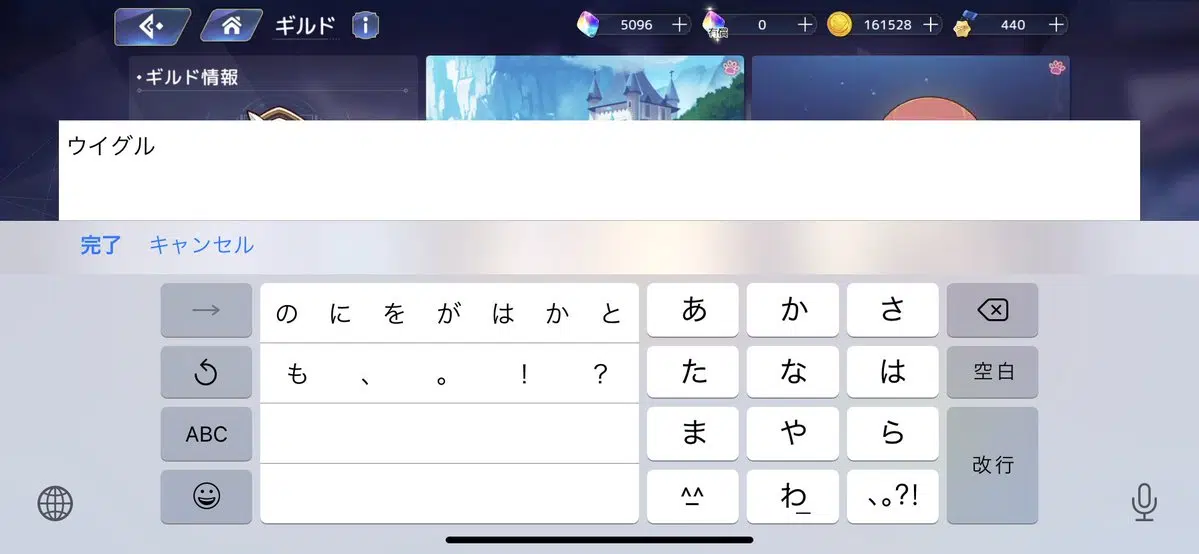 ギルド
i
5096
0
有償
161528
440
・ギルド情報
ウイグル
完了 キャンセル
→ のにをがはかと あ か さ
も、。！？ た な は 空白
ABC ま や ら 改行
^^ わ 、。?!